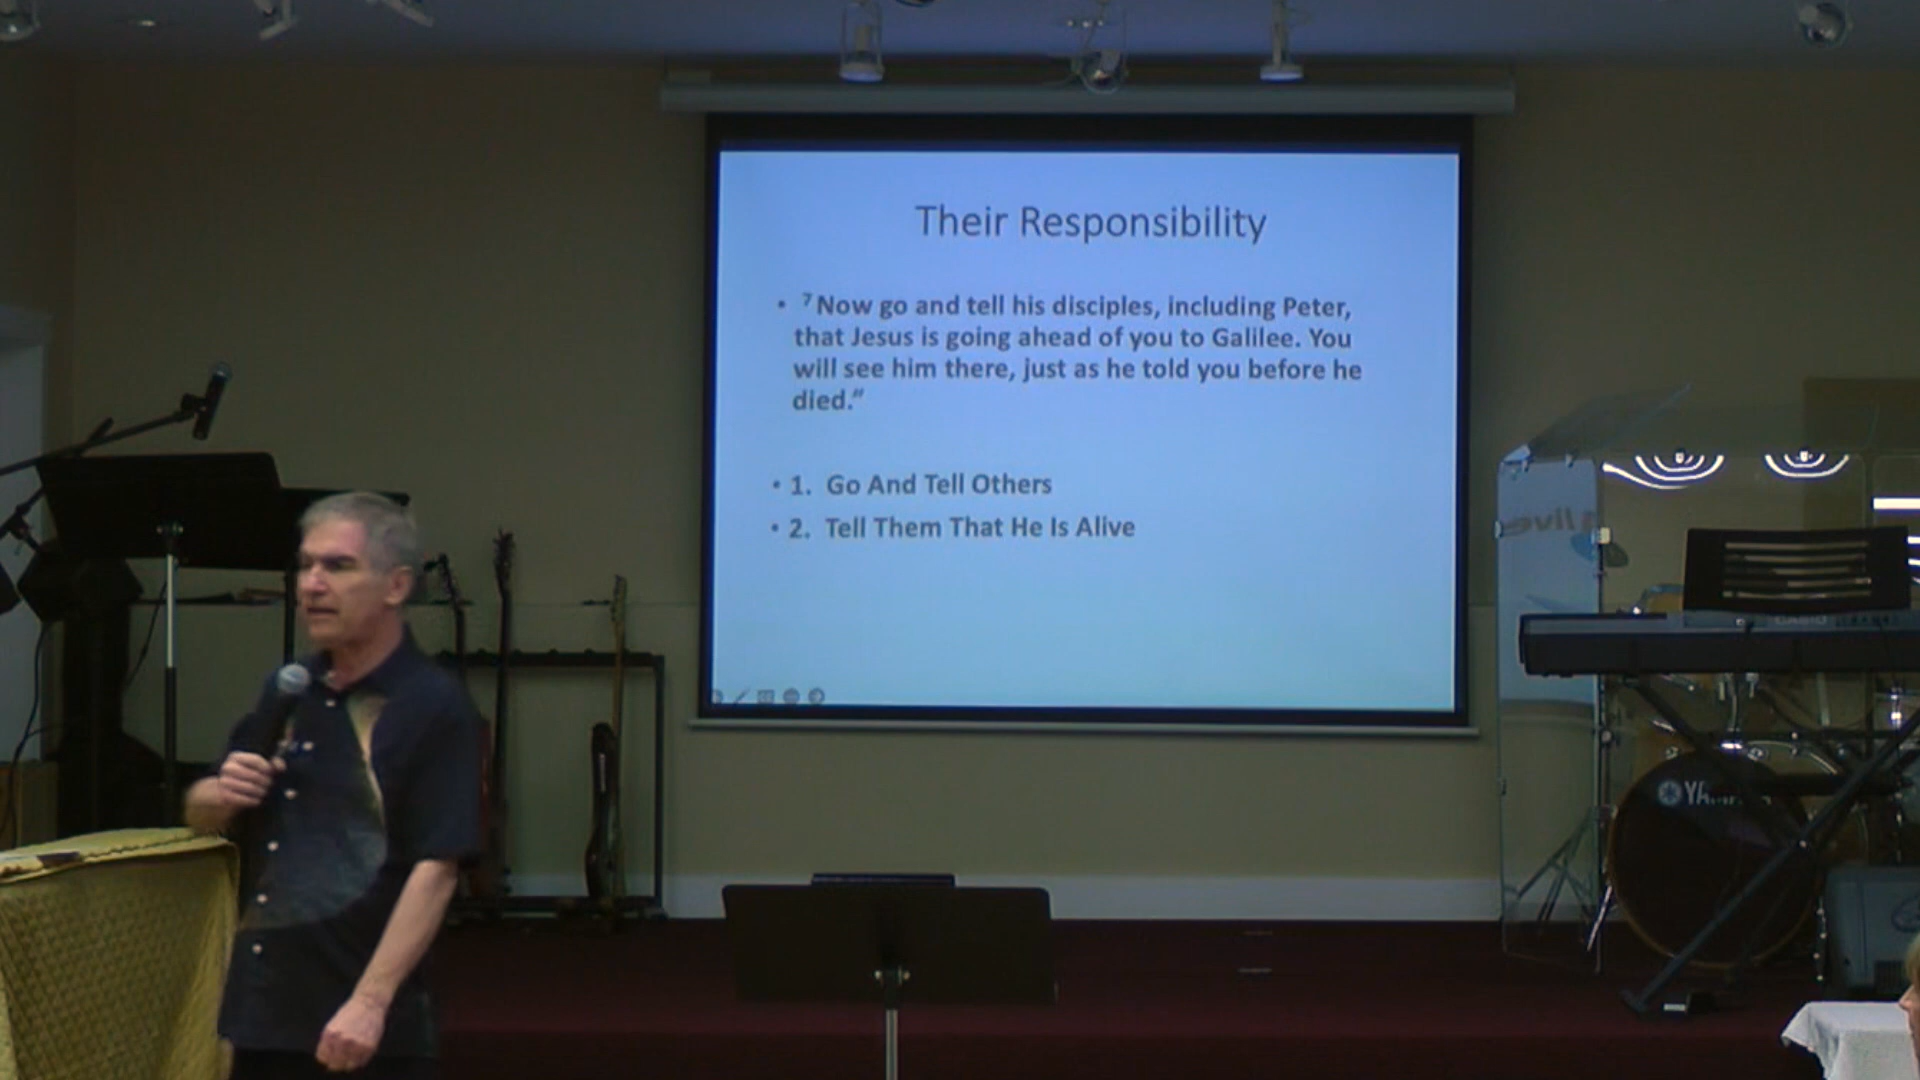 Their Responsibility
• ⁷ Now go and tell his disciples, including Peter,
that Jesus is going ahead of you to Galilee. You
will see him there, just as he told you before he
died.”
• 1. Go And Tell Others
• 2. Tell Them That He Is Alive
CASIO